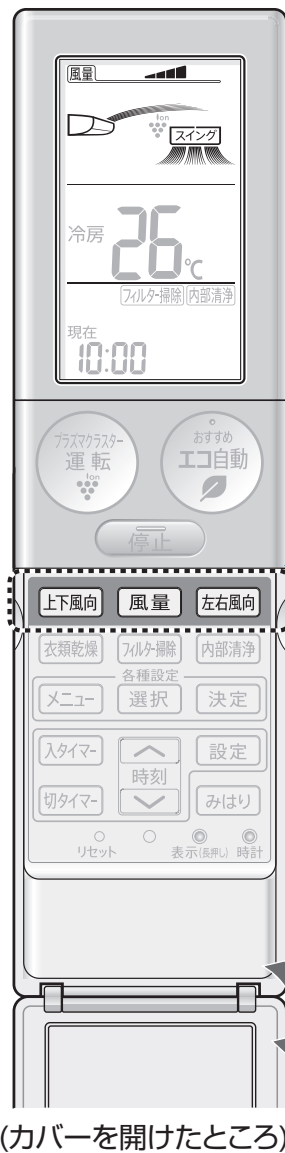 風量
Ion
スイング
冷房 26℃
フィルター掃除 内部清浄
現在
10:00
プラズマクラスター
運転
Ion
おすすめ
エコ自動
停止
上下風向 風量 左右風向
衣類乾燥 フィルター掃除 内部清浄
各種設定
メニュー 選択 決定
入タイマー 時刻 設定
切タイマー みはり
リセット 表示(長押し) 時計
(カバーを開けたところ)